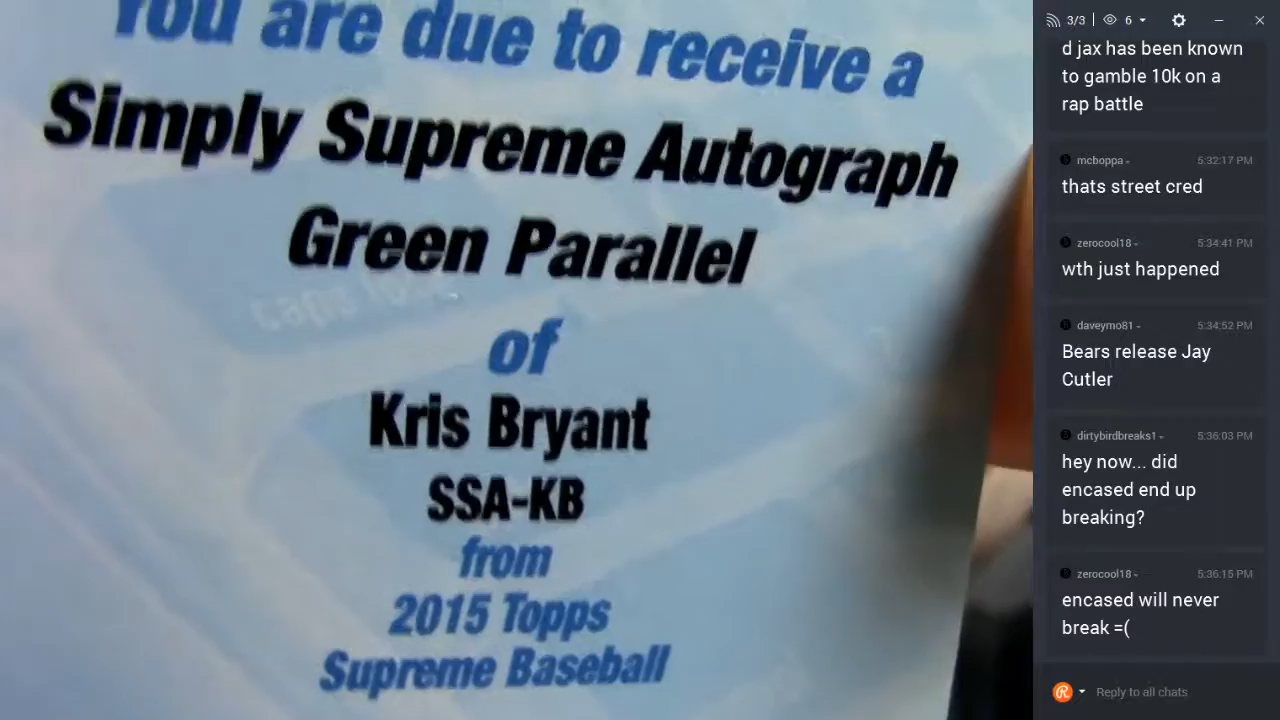 You are due to receive a
Simply Supreme Autograph
Green Parallel
of
Kris Bryant
SSA-KB
from
2015 Topps
Supreme Baseball
3/3
6
d jax has been known
to gamble 10k on a
rap battle
mcboppa
5:32:17 PM
thats street cred
zerocool18
5:34:41 PM
wth just happened
daveymo81
5:34:52 PM
Bears release Jay
Cutler
dirtybirdbreaks1
5:36:03 PM
hey now... did
encased end up
breaking?
zerocool18
5:36:15 PM
encased will never
break =(
Reply to all chats